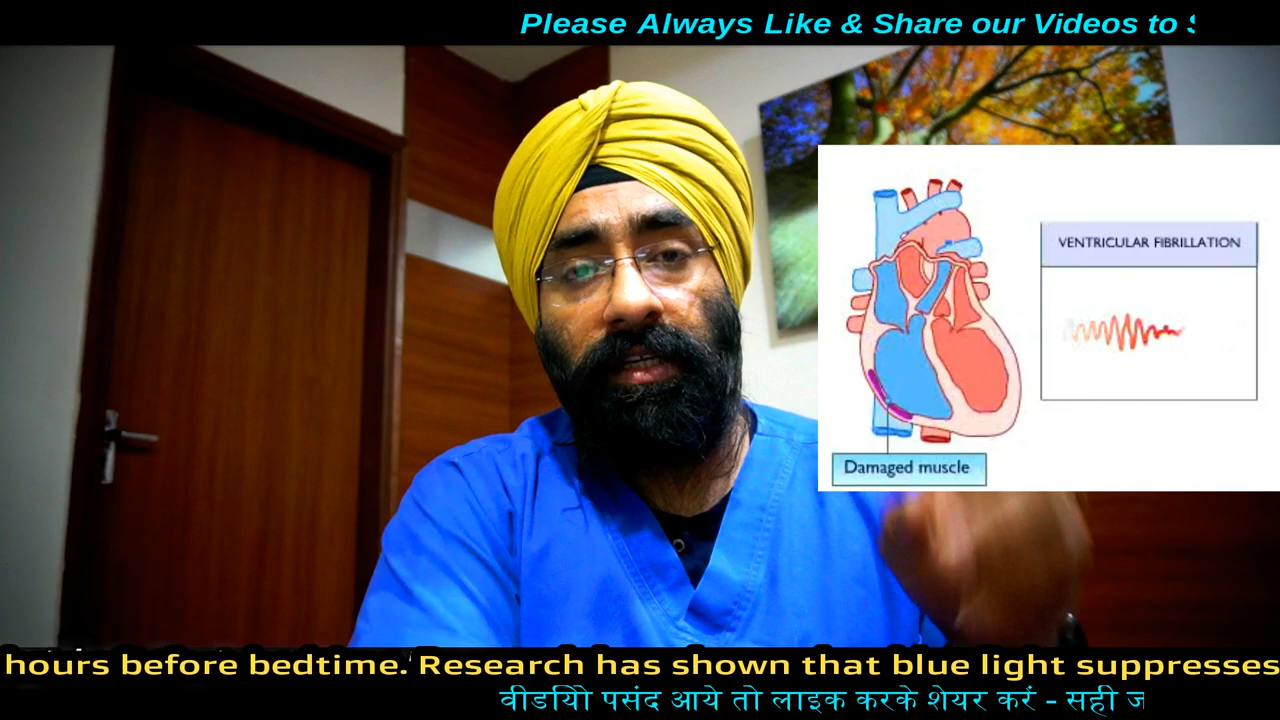 Please Always Like & Share our Videos to
VENTRICULAR FIBRILLATION
Damaged muscle
hours before bedtime. Research has shown that blue light suppresses
वीडियो पसंद आये तो लाइक करके शेयर करें - सही